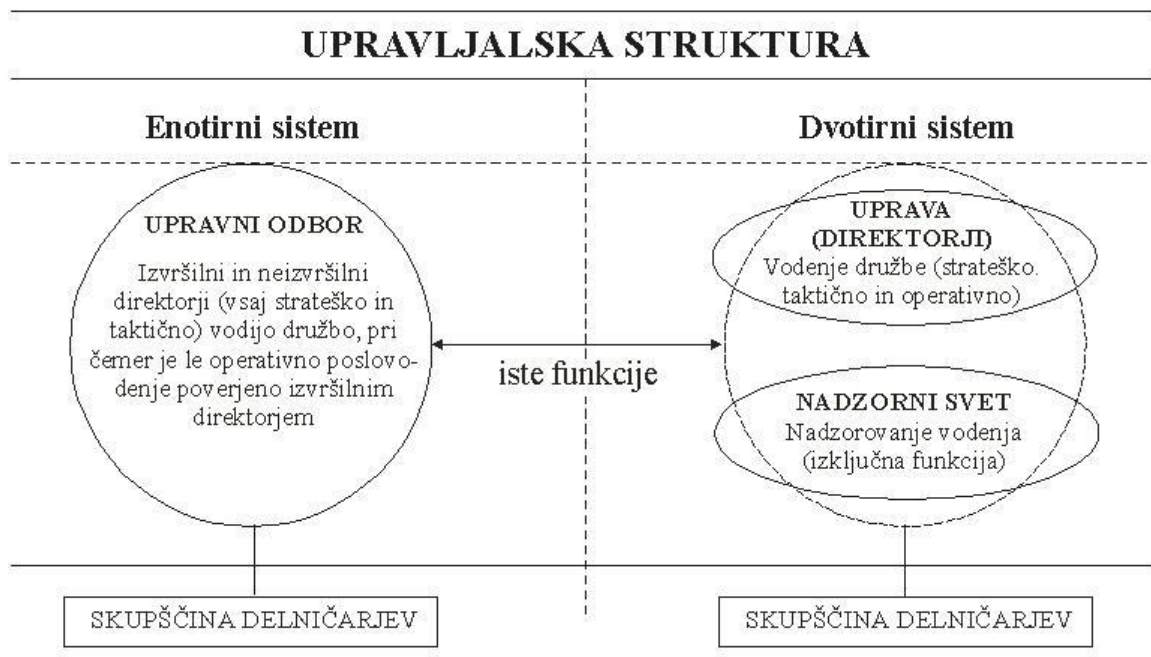 UPRAVLJALSKA STRUKTURA
Enotirni sistem
UPRAVNI ODBOR
Izvršilni in neizvršilni
direktorji (vsaj strateško in
taktično) vodijo družbo, pri
čemer je le operativno poslovo-
denje poverjeno izvršilnim
direktorjem
iste funkcije
Dvotirni sistem
UPRAVA
(DIREKTORJI)
Vodenje družbe (strateško.
taktično in operativno)
NADZORNI SVET
Nadzorovanje vodenja
(izključna funkcija)
SKUPŠČINA DELNIČARJEV
SKUPŠČINA DELNIČARJEV